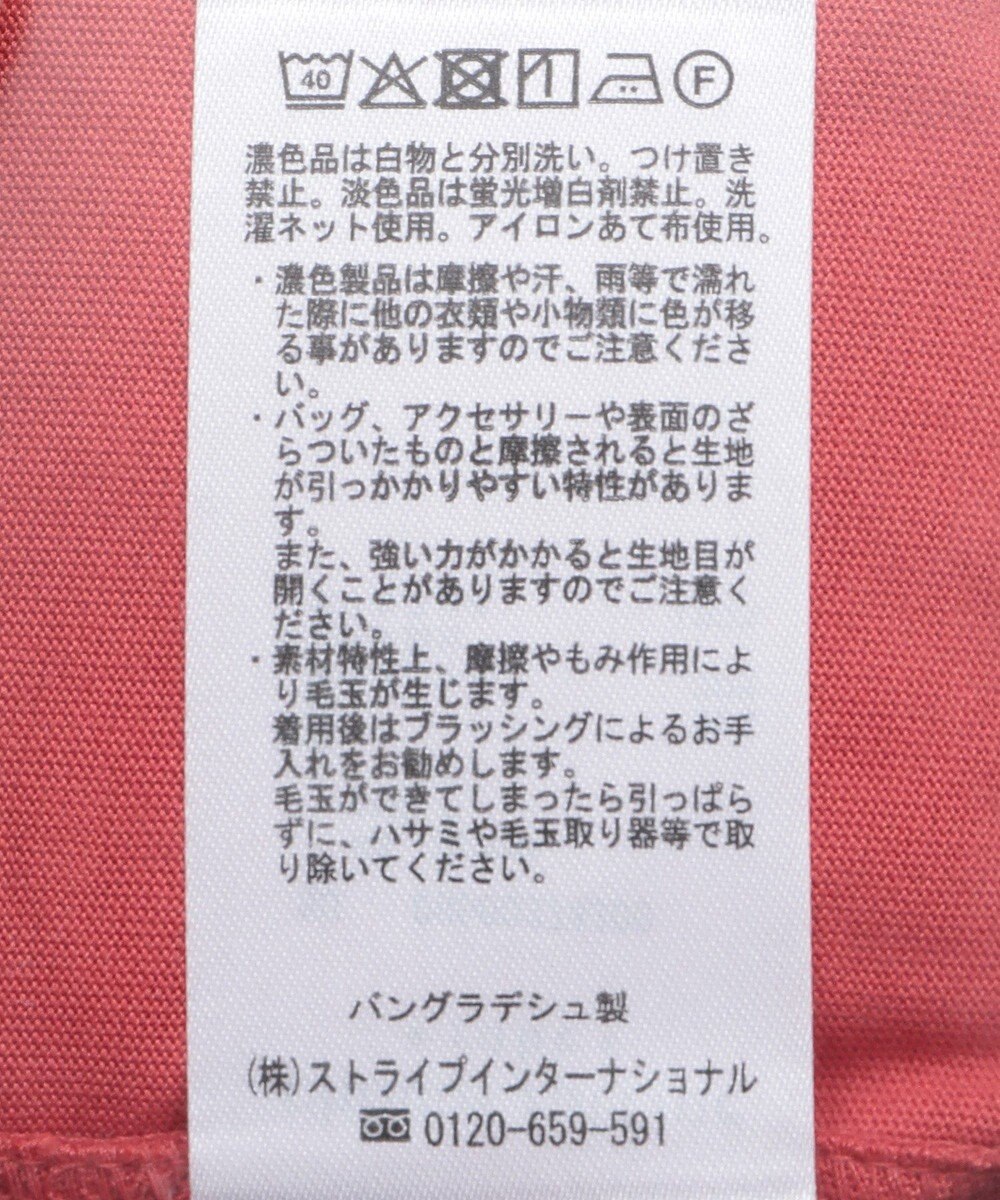 40 F
濃色品は白物と分別洗い。つけ置き
禁止。淡色品は蛍光増白剤禁止。洗
濯ネット使用。アイロンあて布使用。
・濃色製品は摩擦や汗、雨等で濡れ
た際に他の衣類や小物類に色が移
る事がありますのでご注意くださ
い。
・バッグ、アクセサリーや表面のざ
らついたものと摩擦されると生地
が引っかかりやすい特性がありま
す。
また、強い力がかかると生地目が
開くことがありますのでご注意く
ださい。
・素材特性上、摩擦やもみ作用によ
り毛玉が生じます。
着用後はブラッシングによるお手
入れをお勧めします。
毛玉ができてしまったら引っぱら
ずに、ハサミや毛玉取り器等で取
り除いてください。
バングラデシュ製
(株)ストライプインターナショナル
0120-659-591